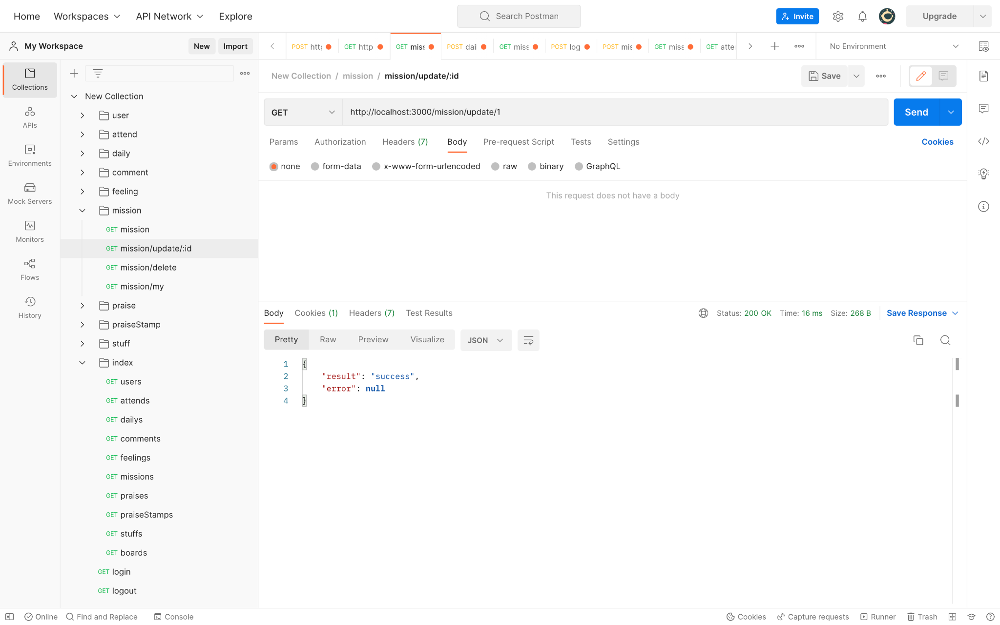 Home Workspaces API Network Explore
Search Postman
Invite
Upgrade
My Workspace
New Import
POST http GET http GET miss POST dail GET miss POST log POST mis GET miss GET atte
No Environment
Collections
APIs
Environments
Mock Servers
Monitors
Flows
History
New Collection
user
attend
daily
comment
feeling
mission
GET mission
GET mission/update/:id
GET mission/delete
GET mission/my
praise
praiseStamp
stuff
index
GET users
GET attends
GET dailys
GET comments
GET feelings
GET missions
GET praises
GET praiseStamps
GET stuffs
GET boards
GET login
GET logout
New Collection / mission / mission/update/:id
Save
GET http://localhost:3000/mission/update/1
Send
Params Authorization Headers (7) Body Pre-request Script Tests Settings
Cookies
none form-data x-www-form-urlencoded raw binary GraphQL
This request does not have a body
Body Cookies (1) Headers (7) Test Results
Status: 200 OK Time: 16 ms Size: 268 B
Save Response
Pretty Raw Preview Visualize JSON
1 {
2 "result": "success",
3 "error": null
4 }
Online Find and Replace Console
Cookies Capture requests Runner Trash